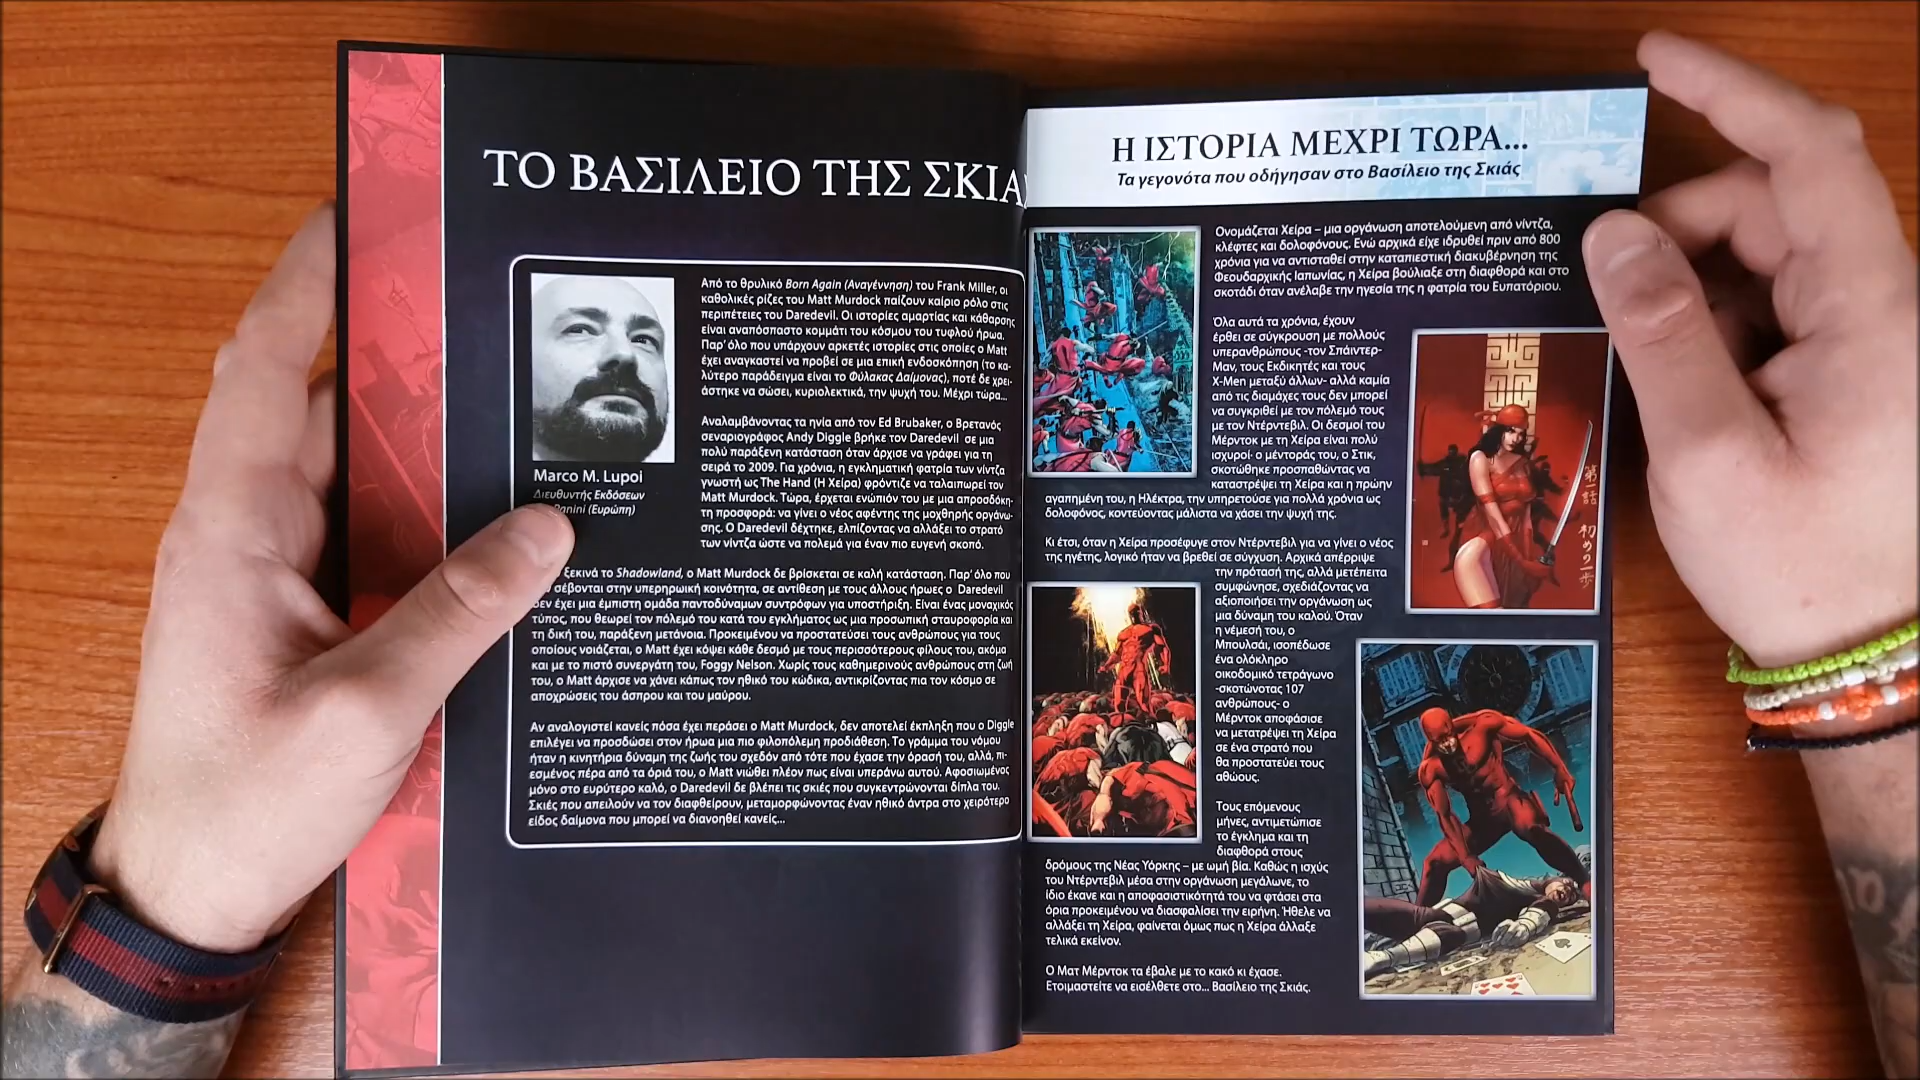 ΤΟ ΒΑΣΙΛΕΙΟ ΤΗΣ ΣΚΙΑ
Marco M. Lupoi
Διευθυντής Εκδόσεων
Panini (Ευρώπη)
Από το θρυλικό Born Again (Αναγέννηση) του Frank Miller, οι
καθολικές ρίζες του Matt Murdock παίζουν καίριο ρόλο στις
περιπέτειες του Daredevil. Οι ιστορίες αμαρτίας και κάθαρσης
είναι αναπόσπαστο κομμάτι του κόσμου του τυφλού ήρωα.
Παρ' όλο που υπάρχουν αρκετές ιστορίες στις οποίες ο Matt
έχει αναγκαστεί να προβεί σε μια επική ενδοσκόπηση (το κα-
λύτερο παράδειγμα είναι το Φύλακας Δαίμονας), ποτέ δε χρει-
άστηκε να σώσει, κυριολεκτικά, την ψυχή του. Μέχρι τώρα...
Αναλαμβάνοντας τα ηνία από τον Ed Brubaker, ο Βρετανός
σεναριογράφος Andy Diggle βρήκε τον Daredevil σε μια
πολύ παράξενη κατάσταση όταν άρχισε να γράφει για τη
σειρά το 2009. Για χρόνια, η εγκληματική φατρία των νίντζα
γνωστή ως The Hand (Η Χείρα) φρόντιζε να ταλαιπωρεί τον
Matt Murdock. Τώρα, έρχεται ενώπιόν του με μια απροσδόκη-
τη προσφορά: να γίνει ο νέος αφέντης της μοχθηρής οργάνω-
σης. Ο Daredevil δέχτηκε, ελπίζοντας να αλλάξει το στρατό
των νίντζα ώστε να πολεμά για έναν πιο ευγενή σκοπό.
ξεκινά το Shadowland, ο Matt Murdock δε βρίσκεται σε καλή κατάσταση. Παρ' όλο που
σέβονται στην υπερηρωική κοινότητα, σε αντίθεση με τους άλλους ήρωες ο Daredevil
δεν έχει μια έμπιστη ομάδα παντοδύναμων συντρόφων για υποστήριξη. Είναι ένας μοναχικός
τύπος, που θεωρεί τον πόλεμό του κατά του εγκλήματος ως μια προσωπική σταυροφορία και
τη δική του, παράξενη μετάνοια. Προκειμένου να προστατεύσει τους ανθρώπους για τους
οποίους νοιάζεται, ο Matt έχει κόψει κάθε δεσμό με τους περισσότερους φίλους του, ακόμα
και με το πιστό συνεργάτη του, Foggy Nelson. Χωρίς τους καθημερινούς ανθρώπους στη ζωή
του, ο Matt άρχισε να χάνει κάπως τον ηθικό του κώδικα, αντικρίζοντας πια τον κόσμο σε
αποχρώσεις του άσπρου και του μαύρου.
Αν αναλογιστεί κανείς πόσα έχει περάσει ο Matt Murdock, δεν αποτελεί έκπληξη που ο Diggle
επιλέγει να προσδώσει στον ήρωα μια πιο φιλοπόλεμη προδιάθεση. Το γράμμα του νόμου
ήταν η κινητήρια δύναμη της ζωής του σχεδόν από τότε που έχασε την όρασή του, αλλά, πι-
εσμένος πέρα από τα όριά του, ο Matt νιώθει πλέον πως είναι υπεράνω αυτού. Αφοσιωμένος
μόνο στο ευρύτερο καλό, ο Daredevil δε βλέπει τις σκιές που συγκεντρώνονται δίπλα του.
Σκιές που απειλούν να τον διαφθείρουν, μεταμορφώνοντας έναν ηθικό άντρα στο χειρότερο
είδος δαίμονα που μπορεί να διανοηθεί κανείς...
Η ΙΣΤΟΡΙΑ ΜΕΧΡΙ ΤΩΡΑ...
Τα γεγονότα που οδήγησαν στο Βασίλειο της Σκιάς
Ονομάζεται Χείρα – μια οργάνωση αποτελούμενη από νίντζα,
κλέφτες και δολοφόνους. Ενώ αρχικά είχε ιδρυθεί πριν από 800
χρόνια για να αντισταθεί στην καταπιεστική διακυβέρνηση της
Φεουδαρχικής Ιαπωνίας, η Χείρα βούλιαξε στη διαφθορά και στο
σκοτάδι όταν ανέλαβε την ηγεσία της η φατρία του Ευπατόριου.
Όλα αυτά τα χρόνια, έχουν
έρθει σε σύγκρουση με πολλούς
υπερανθρώπους -τον Σπάιντερ-
Μαν, τους Εκδικητές και τους
X-Men μεταξύ άλλων- αλλά καμία
από τις διαμάχες τους δεν μπορεί
να συγκριθεί με τον πόλεμό τους
με τον Ντέρντεβιλ. Οι δεσμοί του
Μέρντοκ με τη Χείρα είναι πολύ
ισχυροί· ο μέντοράς του, ο Στικ,
σκοτώθηκε προσπαθώντας να
καταστρέψει τη Χείρα και η πρώην
αγαπημένη του, η Ηλέκτρα, την υπηρετούσε για πολλά χρόνια ως
δολοφόνος, κοντεύοντας μάλιστα να χάσει την ψυχή της.
Κι έτσι, όταν η Χείρα προσέφυγε στον Ντέρντεβιλ για να γίνει ο νέος
της ηγέτης, λογικό ήταν να βρεθεί σε σύγχυση. Αρχικά απέρριψε
την πρότασή της, αλλά μετέπειτα
συμφώνησε, σχεδιάζοντας να
αξιοποιήσει την οργάνωση ως
μια δύναμη του καλού. Όταν
η νέμεσή του, ο
Μπουλσάι, ισοπέδωσε
ένα ολόκληρο
οικοδομικό τετράγωνο
-σκοτώνοτας 107
ανθρώπους- ο
Μέρντοκ αποφάσισε
να μετατρέψει τη Χείρα
σε ένα στρατό που
θα προστατεύει τους
αθώους.
Τους επόμενους
μήνες, αντιμετώπισε
το έγκλημα και τη
διαφθορά στους
δρόμους της Νέας Υόρκης – με ωμή βία. Καθώς η ισχύς
του Ντέρντεβιλ μέσα στην οργάνωση μεγάλωνε, το
ίδιο έκανε και η αποφασιστικότητά του να φτάσει στα
όρια προκειμένου να διασφαλίσει την ειρήνη. Ήθελε να
αλλάξει τη Χείρα, φαίνεται όμως πως η Χείρα άλλαξε
τελικά εκείνον.
Ο Ματ Μέρντοκ τα έβαλε με το κακό κι έχασε.
Ετοιμαστείτε να εισέλθετε στο... Βασίλειο της Σκιάς.
第一話
初めの一歩